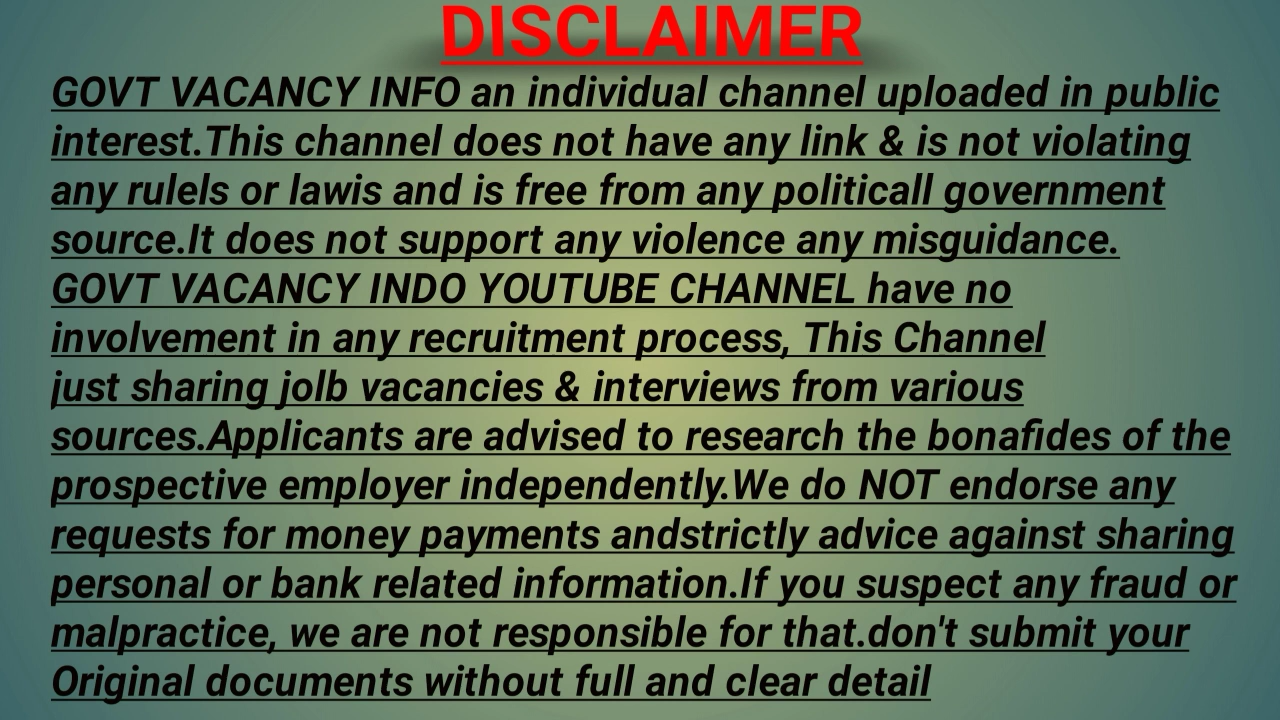 DISCLAIMER
GOVT VACANCY INFO an individual channel uploaded in public
interest.This channel does not have any link & is not violating
any rulels or lawis and is free from any politicall government
source.It does not support any violence any misguidance.
GOVT VACANCY INDO YOUTUBE CHANNEL have no
involvement in any recruitment process, This Channel
just sharing jolb vacancies & interviews from various
sources.Applicants are advised to research the bonafides of the
prospective employer independently.We do NOT endorse any
requests for money payments andstrictly advice against sharing
personal or bank related information.If you suspect any fraud or
malpractice, we are not responsible for that.don't submit your
Original documents without full and clear detail